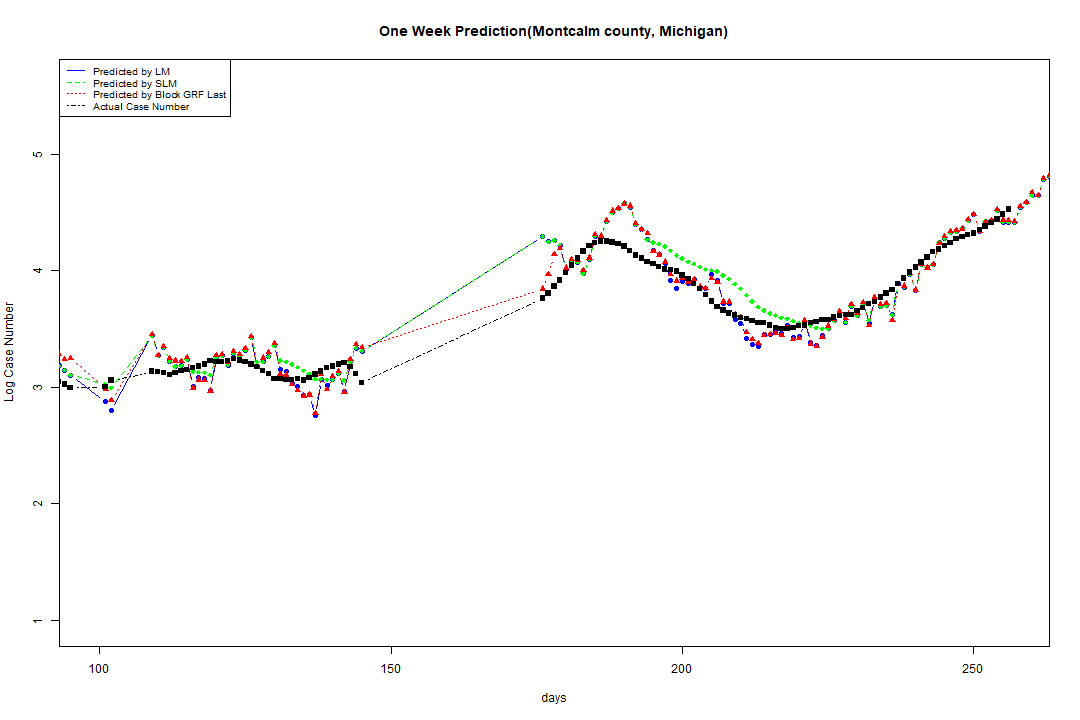 One Week Prediction(Montcalm county, Michigan)
Predicted by LM
Predicted by SLM
Predicted by Block GRF Last
Actual Case Number
5
4
3
2
1
Log Case Number
100 150 200 250
days